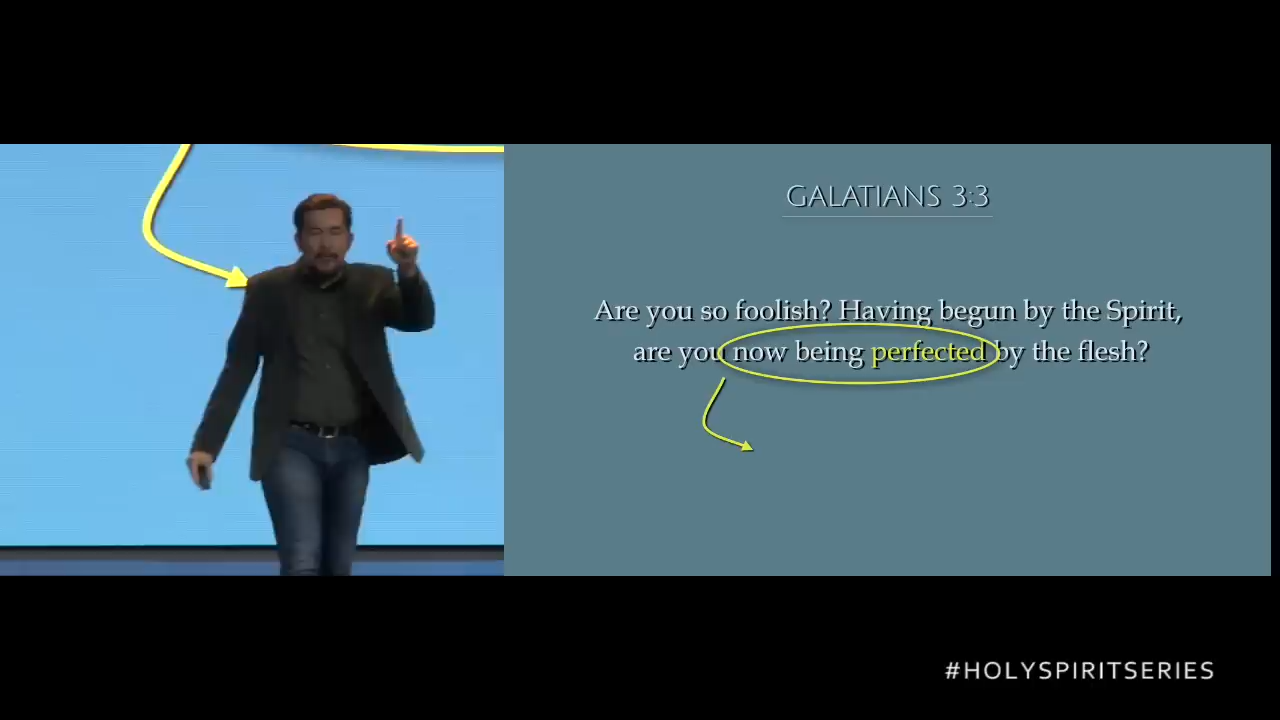 GALATIANS 3:3
Are you so foolish? Having begun by the Spirit,
are you now being perfected by the flesh?
#HOLYSPIRITSERIES